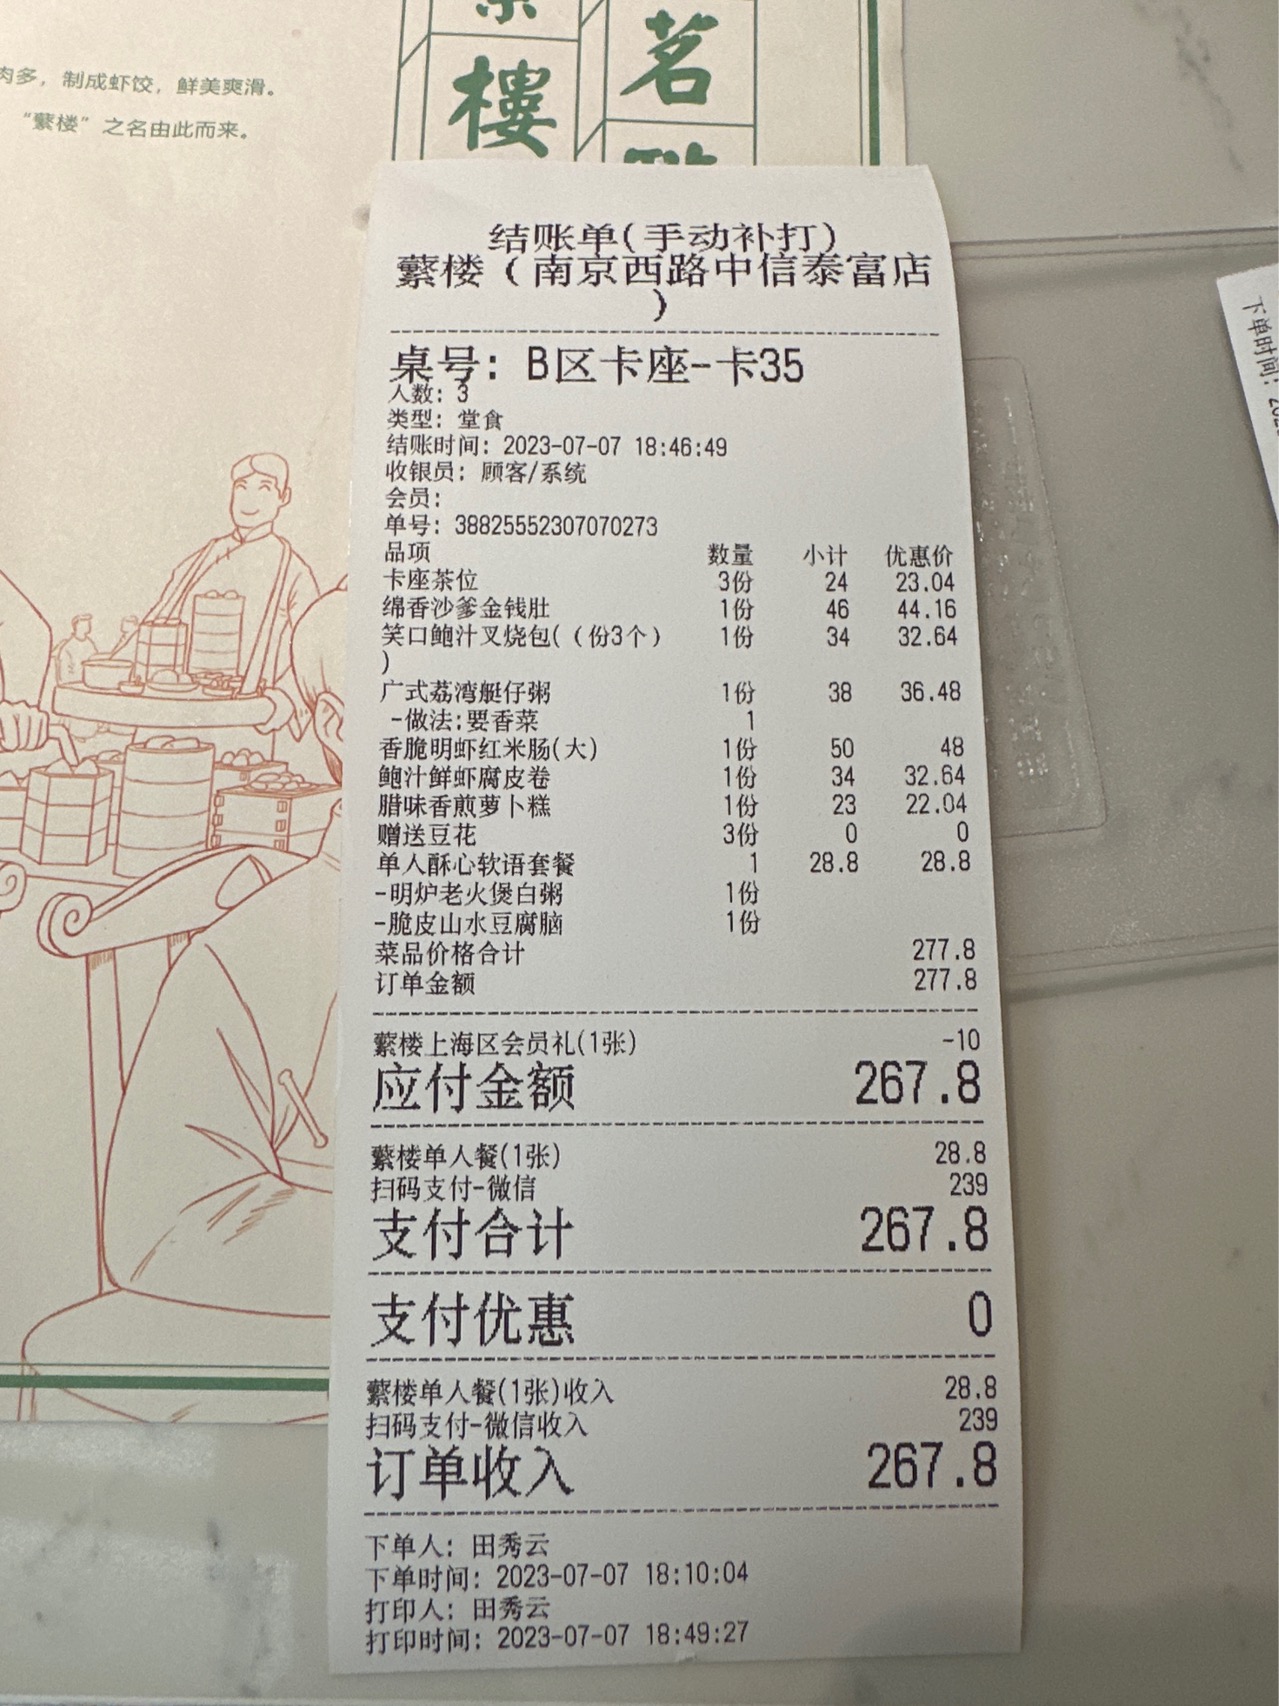 茗
樓
肉多，制成虾饺，鲜美爽滑。
“蘩楼”之名由此而来。
结账单(手动补打)
蘩楼(南京西路中信泰富店
)
桌号: B区卡座-卡35
人数: 3
类型: 堂食
结账时间: 2023-07-07 18:46:49
收银员: 顾客/系统
会员:
单号: 38825552307070273
品项 数量 小计 优惠价
卡座茶位 3份 24 23.04
绵香沙爹金钱肚 1份 46 44.16
笑口鲍汁叉烧包((份3个) 1份 34 32.64
)
广式荔湾艇仔粥 1份 38 36.48
-做法:要香菜 1
香脆明虾红米肠(大) 1份 50 48
鲍汁鲜虾腐皮卷 1份 34 32.64
腊味香煎萝卜糕 1份 23 22.04
赠送豆花 3份 0 0
单人酥心软语套餐 1 28.8 28.8
-明炉老火煲白粥 1份
-脆皮山水豆腐脑 1份
菜品价格合计 277.8
订单金额 277.8
蘩楼上海区会员礼(1张) -10
应付金额 267.8
蘩楼单人餐(1张) 28.8
扫码支付-微信 239
支付合计 267.8
支付优惠 0
蘩楼单人餐(1张)收入 28.8
扫码支付-微信收入 239
订单收入 267.8
下单人: 田秀云
下单时间: 2023-07-07 18:10:04
打印人: 田秀云
打印时间: 2023-07-07 18:49:27
下单时间: